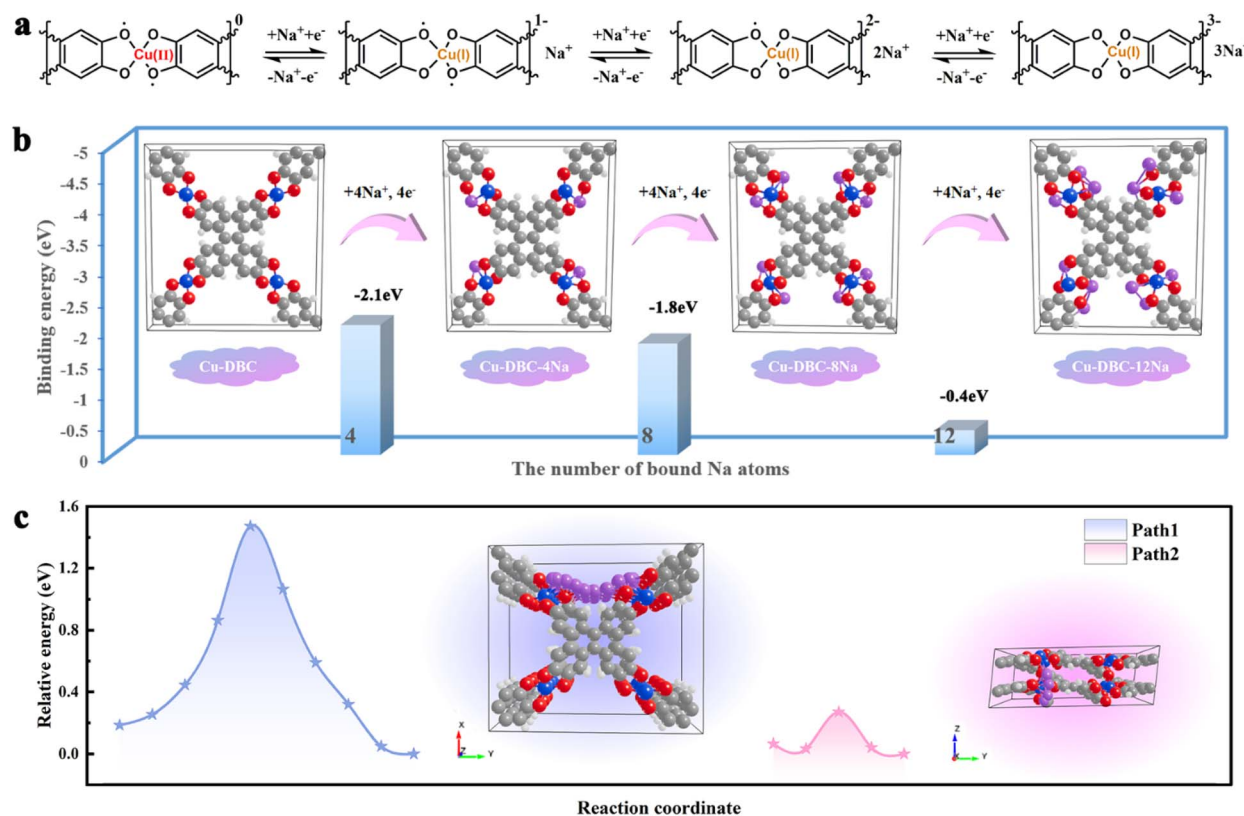 a
]0
]1-
]2-
]3-
+Na⁺+e⁻
+Na⁺+e⁻
+Na⁺+e⁻
O O Cu(II) O O
O O Cu(I) O O
O O Cu(I) O O
O O Cu(I) O O
Na⁺
2Na⁺
3Na⁺
-Na⁺-e⁻
-Na⁺-e⁻
-Na⁺-e⁻
b
Binding energy (eV)
-5
-4.5
-4
-3.5
-3
-2.5
-2
-1.5
-1
-0.5
0
+4Na⁺, 4e⁻
+4Na⁺, 4e⁻
+4Na⁺, 4e⁻
-2.1eV
-1.8eV
-0.4eV
Cu-DBC
Cu-DBC-4Na
Cu-DBC-8Na
Cu-DBC-12Na
4
8
12
The number of bound Na atoms
c
Relative energy (eV)
1.6
1.2
0.8
0.4
0.0
Path1
Path2
X
Z
Y
Z
X
Y
Reaction coordinate